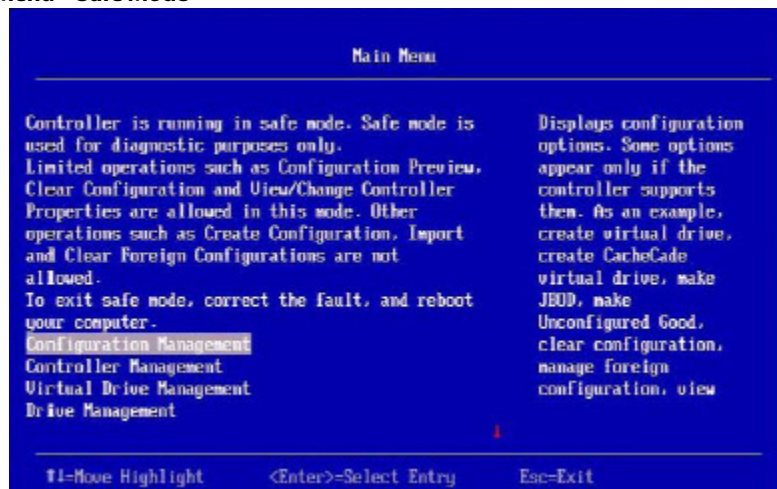 Main Menu
Controller is running in safe mode. Safe mode is
used for diagnostic purposes only.
Limited operations such as Configuration Preview,
Clear Configuration and View/Change Controller
Properties are allowed in this mode. Other
operations such as Create Configuration, Import
and Clear Foreign Configurations are not
allowed.
To exit safe mode, correct the fault, and reboot
your computer.
Configuration Management
Controller Management
Virtual Drive Management
Drive Management
Displays configuration
options. Some options
appear only if the
controller supports
them. As an example,
create virtual drive,
create CacheCade
virtual drive, make
JBOD, make
Unconfigured Good,
clear configuration,
manage foreign
configuration, view
↑↓=Move Highlight <Enter>=Select Entry Esc=Exit